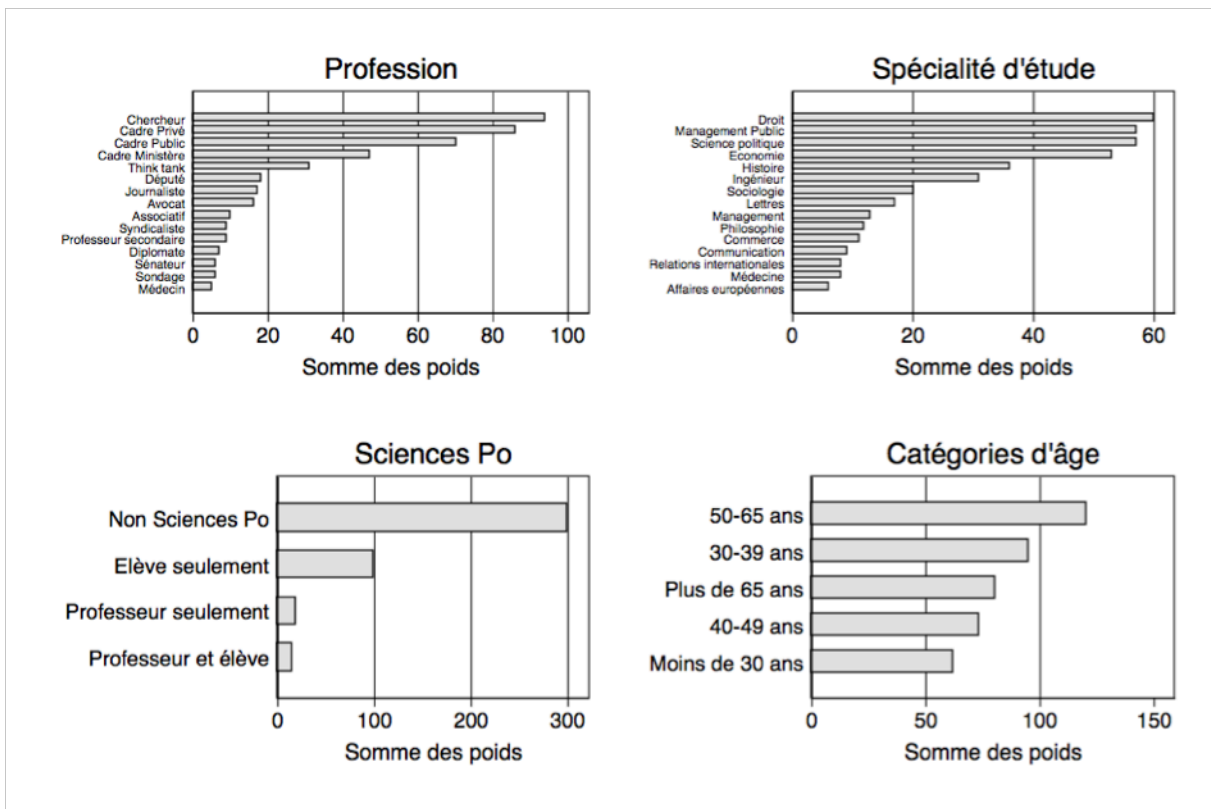 Profession
Chercheur
Cadre Privé
Cadre Public
Cadre Ministère
Think tank
Député
Journaliste
Avocat
Associatif
Syndicaliste
Professeur secondaire
Diplomate
Sénateur
Sondage
Médecin
0 20 40 60 80 100
Somme des poids
Spécialité d'étude
Droit
Management Public
Science politique
Economie
Histoire
Ingénieur
Sociologie
Lettres
Management
Philosophie
Commerce
Communication
Relations internationales
Médecine
Affaires européennes
0 20 40 60
Somme des poids
Sciences Po
Non Sciences Po
Elève seulement
Professeur seulement
Professeur et élève
0 100 200 300
Somme des poids
Catégories d'âge
50-65 ans
30-39 ans
Plus de 65 ans
40-49 ans
Moins de 30 ans
0 50 100 150
Somme des poids